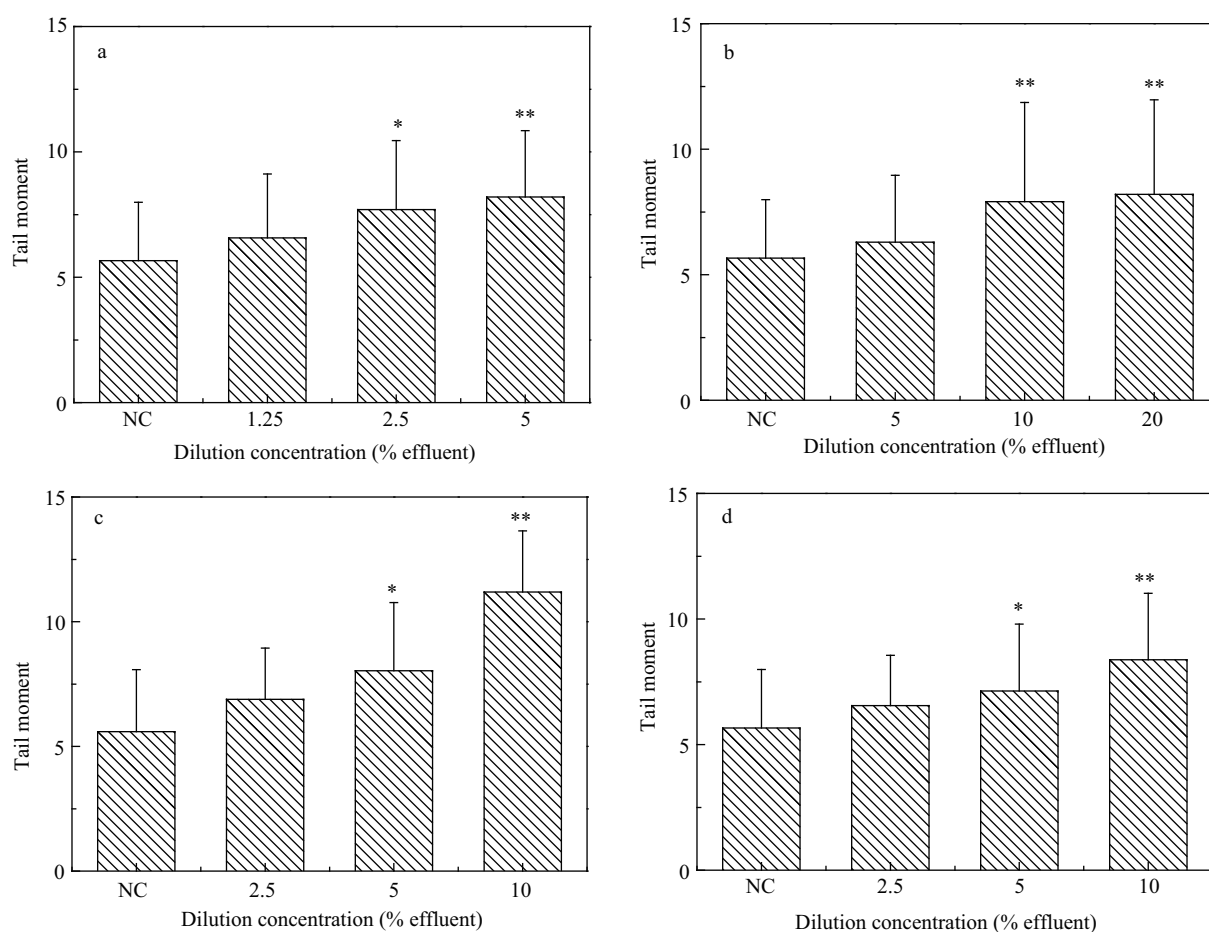 15
a
**
*
10
Tail moment
5
0
NC 1.25 2.5 5
Dilution concentration (% effluent)
15
b
** **
10
Tail moment
5
0
NC 5 10 20
Dilution concentration (% effluent)
15
c
**
*
10
Tail moment
5
0
NC 2.5 5 10
Dilution concentration (% effluent)
15
d
**
*
10
Tail moment
5
0
NC 2.5 5 10
Dilution concentration (% effluent)